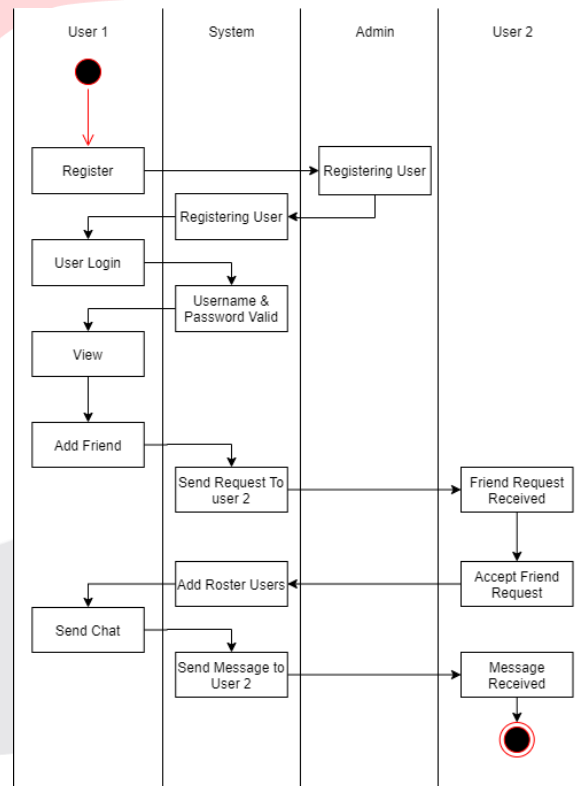 User 1
System
Admin
User 2
Register
Registering User
Registering User
User Login
Username &
Password Valid
View
Add Friend
Send Request To
user 2
Friend Request
Received
Accept Friend
Request
Add Roster Users
Send Chat
Send Message to
User 2
Message
Received